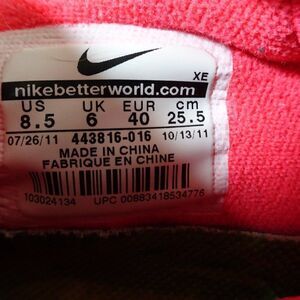 XE
nikebetterworld.com
US UK EUR cm
8.5 6 40 25.5
07/26/11 443816-016 10/13/11
MADE IN CHINA
FABRIQUE EN CHINE
103024134 UPC 00883418534776